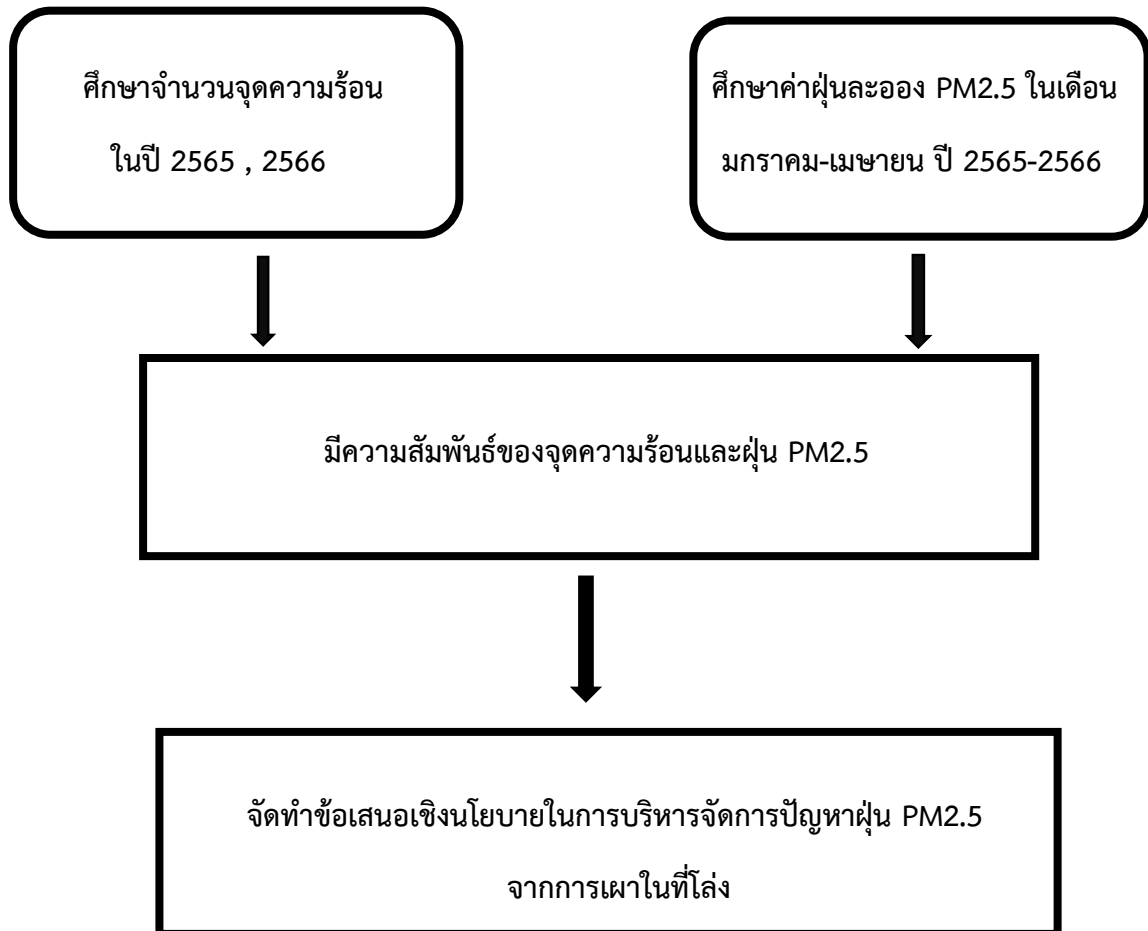 ศึกษาจำนวนจุดความร้อน
ในปี 2565 , 2566
ศึกษาค่าฝุ่นละออง PM2.5 ในเดือน
มกราคม-เมษายน ปี 2565-2566
มีความสัมพันธ์ของจุดความร้อนและฝุ่น PM2.5
จัดทำข้อเสนอเชิงนโยบายในการบริหารจัดการปัญหาฝุ่น PM2.5
จากการเผาในที่โล่ง